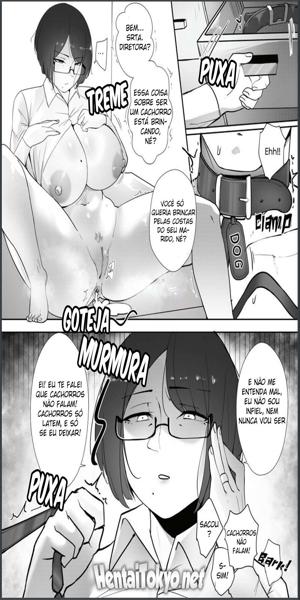 BEM...
SRTA.
DIRETORA?
TREME
ESSA COISA
SOBRE SER
UM CACHORRO
ESTÁ BRIN-
CANDO,
NÉ?
PUXA
Ehh!!
clamp
DOG
VOCÊ SÓ
QUERIA BRINCAR
PELAS COSTAS
DO SEU MA-
RIDO, NÉ?
GOTEJA
MURMURA
EI! EU TE FALEI
QUE CACHORROS
NÃO FALAM!
CACHORROS SÓ
LATEM, E SÓ
SE EU DEIXAR!
E NÃO ME
ENTENDA MAL,
EU NÃO SOU
INFIEL, NEM
NUNCA VOU SER
PUXA
SACOU
?
CACHORROS
NÃO
FALAM!
S-
SIM!
Bark!
HentaiTokyo.net